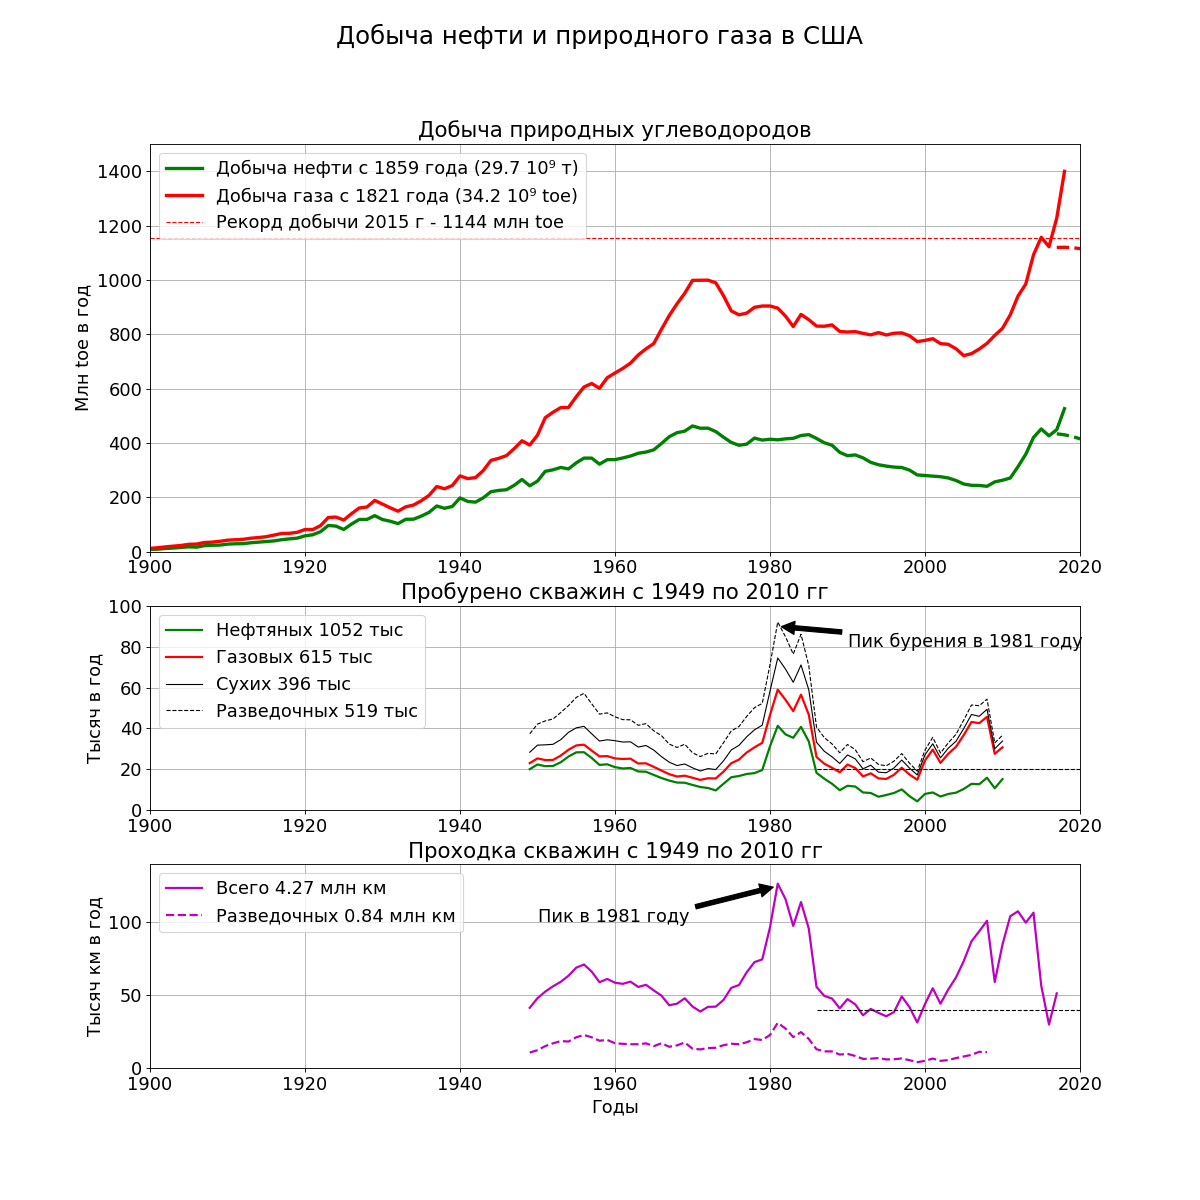 Добыча нефти и природного газа в США
Добыча природных углеводородов
Добыча нефти с 1859 года (29.7 10⁹ т)
Добыча газа с 1821 года (34.2 10⁹ toe)
Рекорд добычи 2015 г - 1144 млн toe
Млн toe в год
1400
1200
1000
800
600
400
200
0
1900 1920 1940 1960 1980 2000 2020
Пробурено скважин с 1949 по 2010 гг
Нефтяных 1052 тыс
Газовых 615 тыс
Сухих 396 тыс
Разведочных 519 тыс
Пик бурения в 1981 году
Тысяч в год
100
80
60
40
20
0
1900 1920 1940 1960 1980 2000 2020
Проходка скважин с 1949 по 2010 гг
Всего 4.27 млн км
Разведочных 0.84 млн км
Пик в 1981 году
Тысяч км в год
100
50
0
1900 1920 1940 1960 1980 2000 2020
Годы